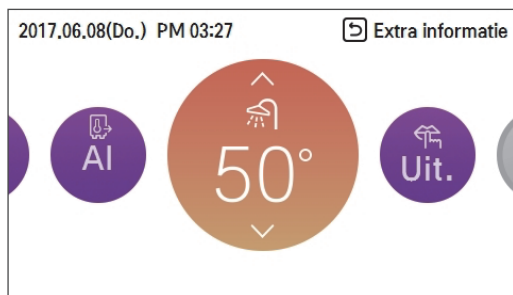 2017.06.08(Do.) PM 03:27
Extra informatie
AI
50°
Uit.